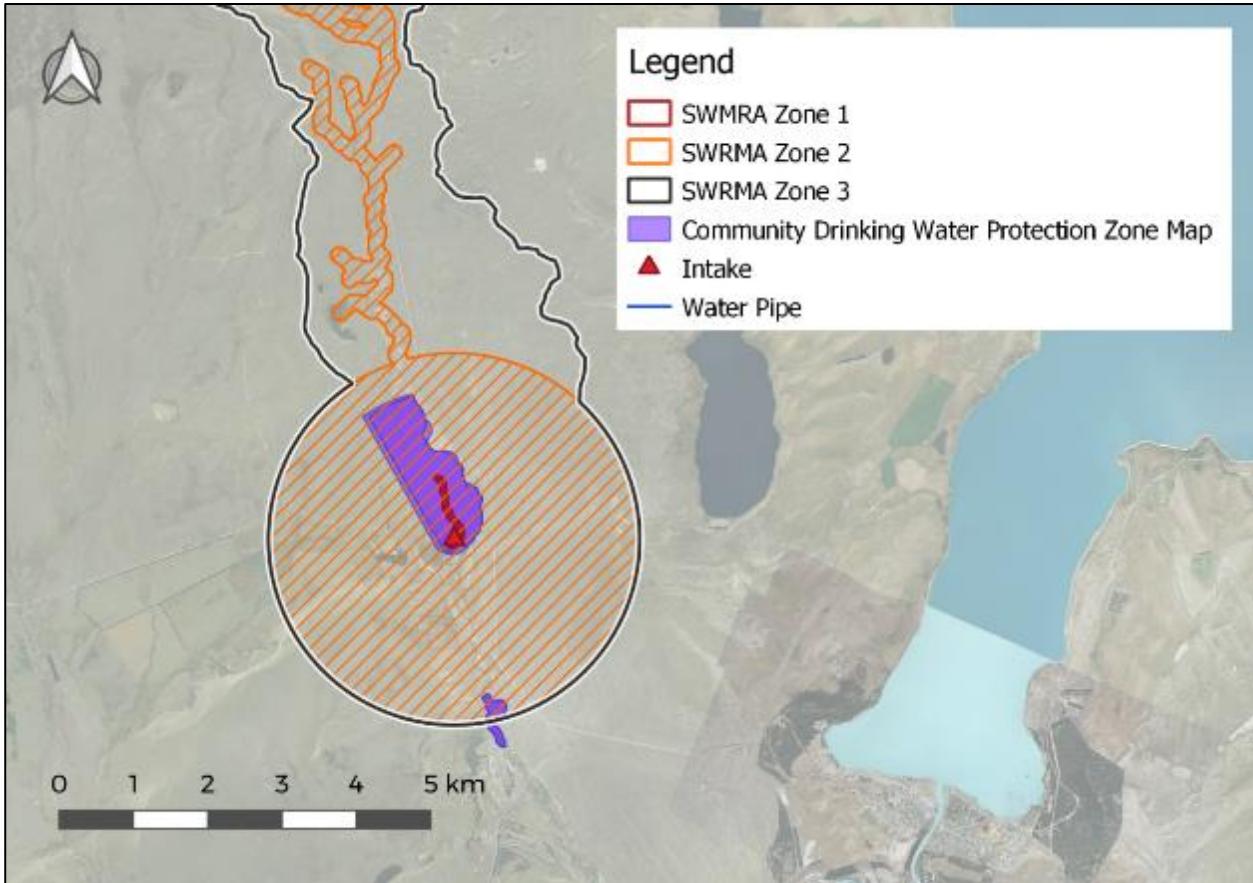 Legend
SWMRA Zone 1
SWRMA Zone 2
SWRMA Zone 3
Community Drinking Water Protection Zone Map
Intake
Water Pipe
0 1 2 3 4 5 km